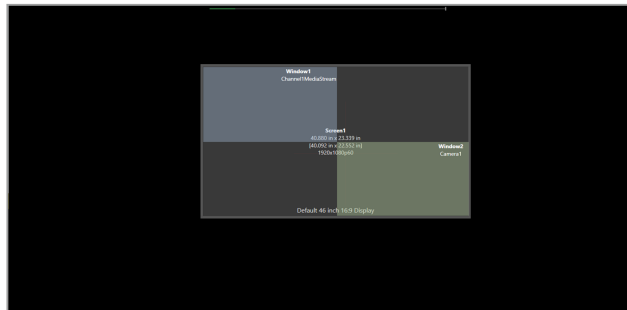 Window1
Channel1MediaStream
Screen1
40.800 in x 23.339 in
[40.092 in x 22.552 in]
1920x1080p60
Window2
Camera1
Default 46 inch 16:9 Display